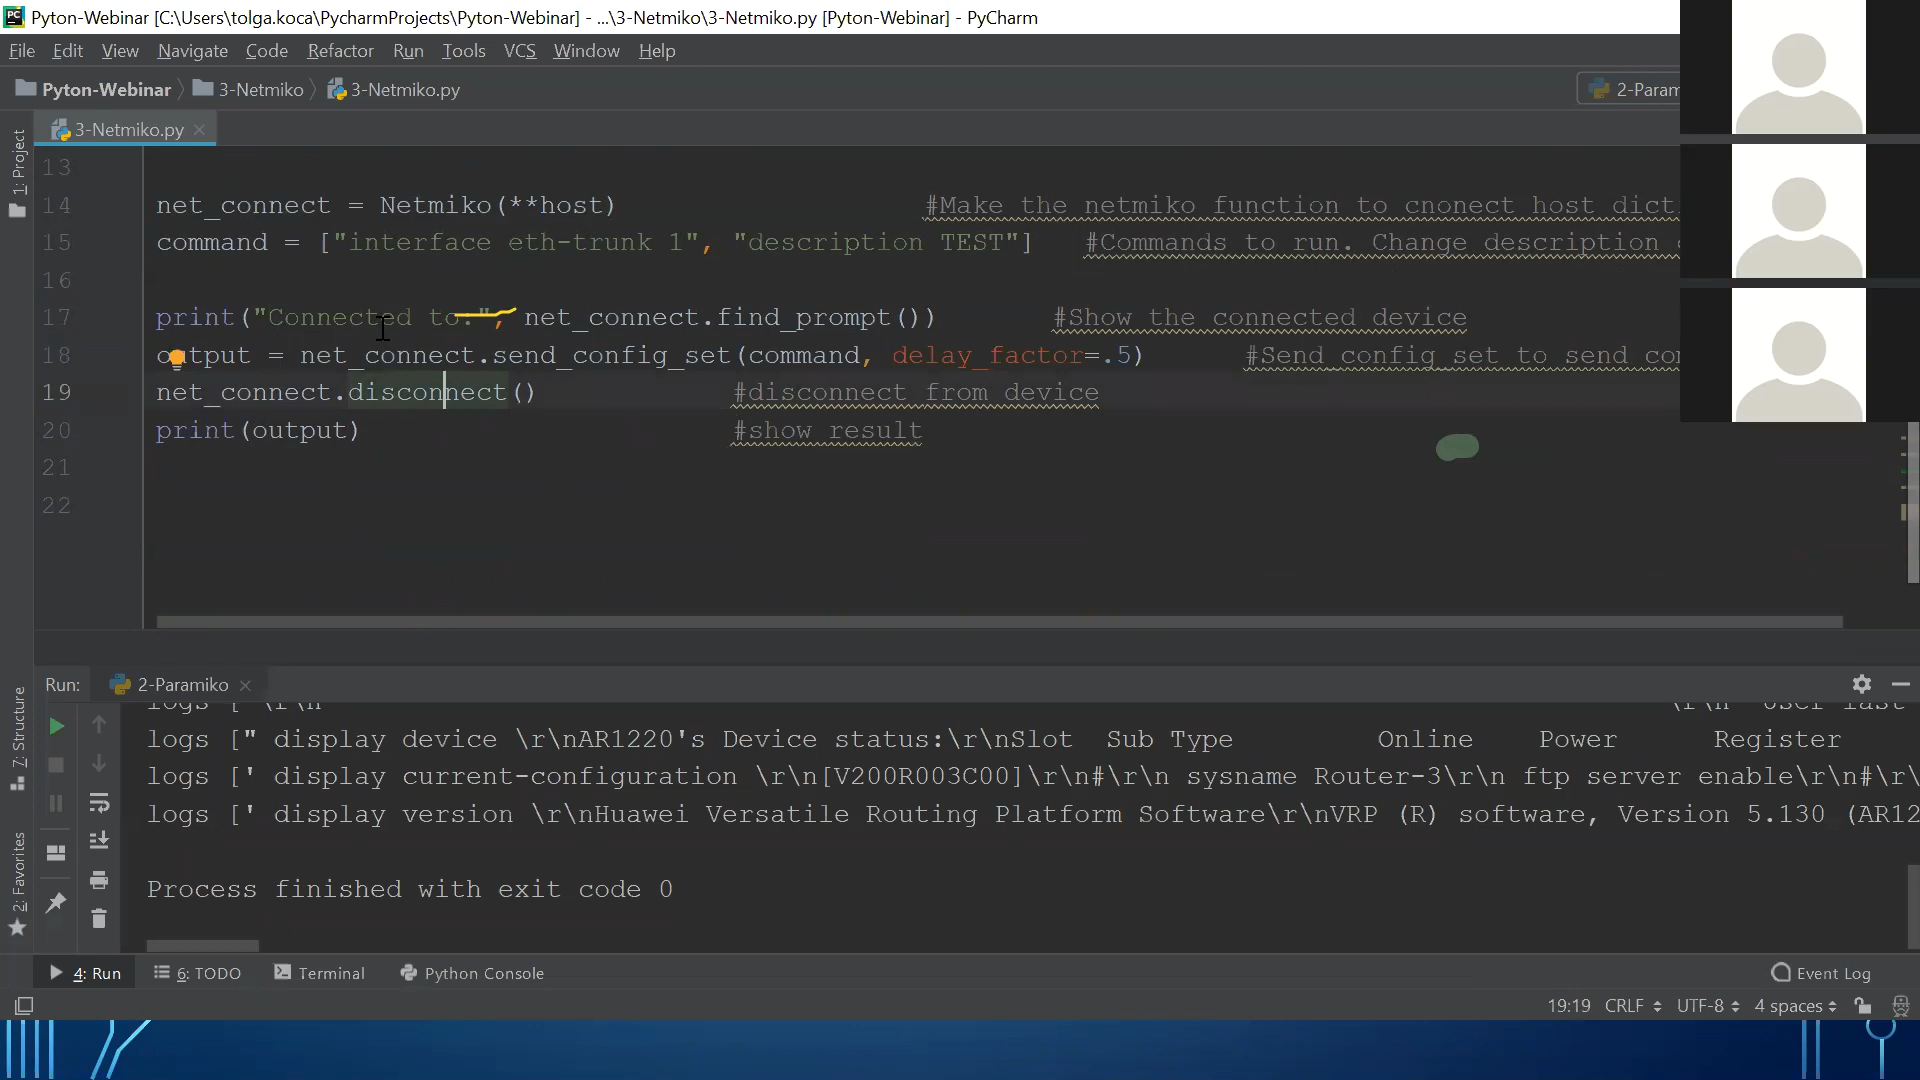 Pyton-Webinar [C:\Users\tolga.koca\PycharmProjects\Pyton-Webinar] - ...\3-Netmiko\3-Netmiko.py [Pyton-Webinar] - PyCharm
File Edit View Navigate Code Refactor Run Tools VCS Window Help
Pyton-Webinar 3-Netmiko 3-Netmiko.py 2-Param
3-Netmiko.py
1: Project
13
14 net_connect = Netmiko(**host) #Make the netmiko function to cnonect host dict
15 command = ["interface eth-trunk 1", "description TEST"] #Commands to run. Change description
16
17 print("Connected to:", net_connect.find_prompt()) #Show the connected device
18 output = net_connect.send_config_set(command, delay_factor=.5) #Send config_set to send co
19 net_connect.disconnect() #disconnect from device
20 print(output) #show result
21
22
7: Structure
2: Favorites
Run: 2-Paramiko
logs [ \r\n \r\n User last
logs [" display device \r\nAR1220's Device status:\r\nSlot Sub Type Online Power Register
logs [' display current-configuration \r\n[V200R003C00]\r\n#\r\n sysname Router-3\r\n ftp server enable\r\n#\r\
logs [' display version \r\nHuawei Versatile Routing Platform Software\r\nVRP (R) software, Version 5.130 (AR12
Process finished with exit code 0
4: Run 6: TODO Terminal Python Console Event Log
19:19 CRLF UTF-8 4 spaces